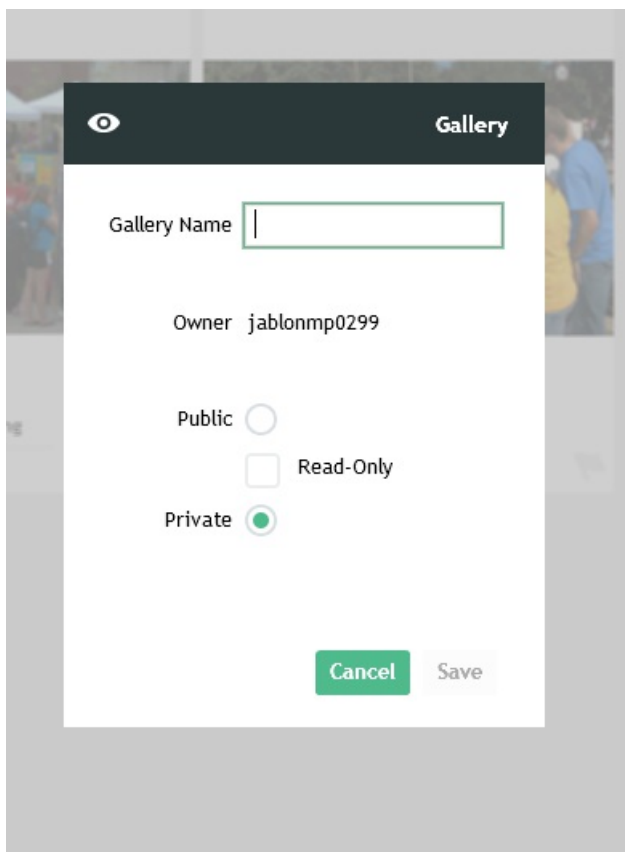 Gallery
Gallery Name
Owner jablonmp0299
Public
Read-Only
Private
Cancel Save